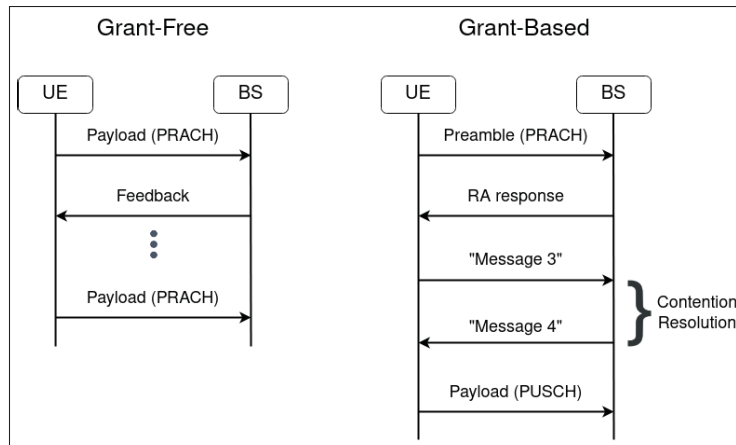 Grant-Free
UE
BS
Payload (PRACH)
Feedback
Payload (PRACH)
Grant-Based
UE
BS
Preamble (PRACH)
RA response
"Message 3"
"Message 4"
Contention
Resolution
Payload (PUSCH)